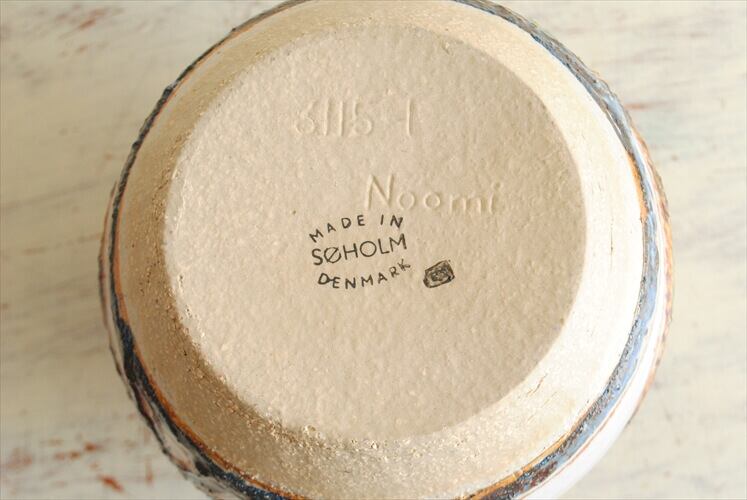 6115-1
Noomi
MADE IN
SØHOLM
DENMARK